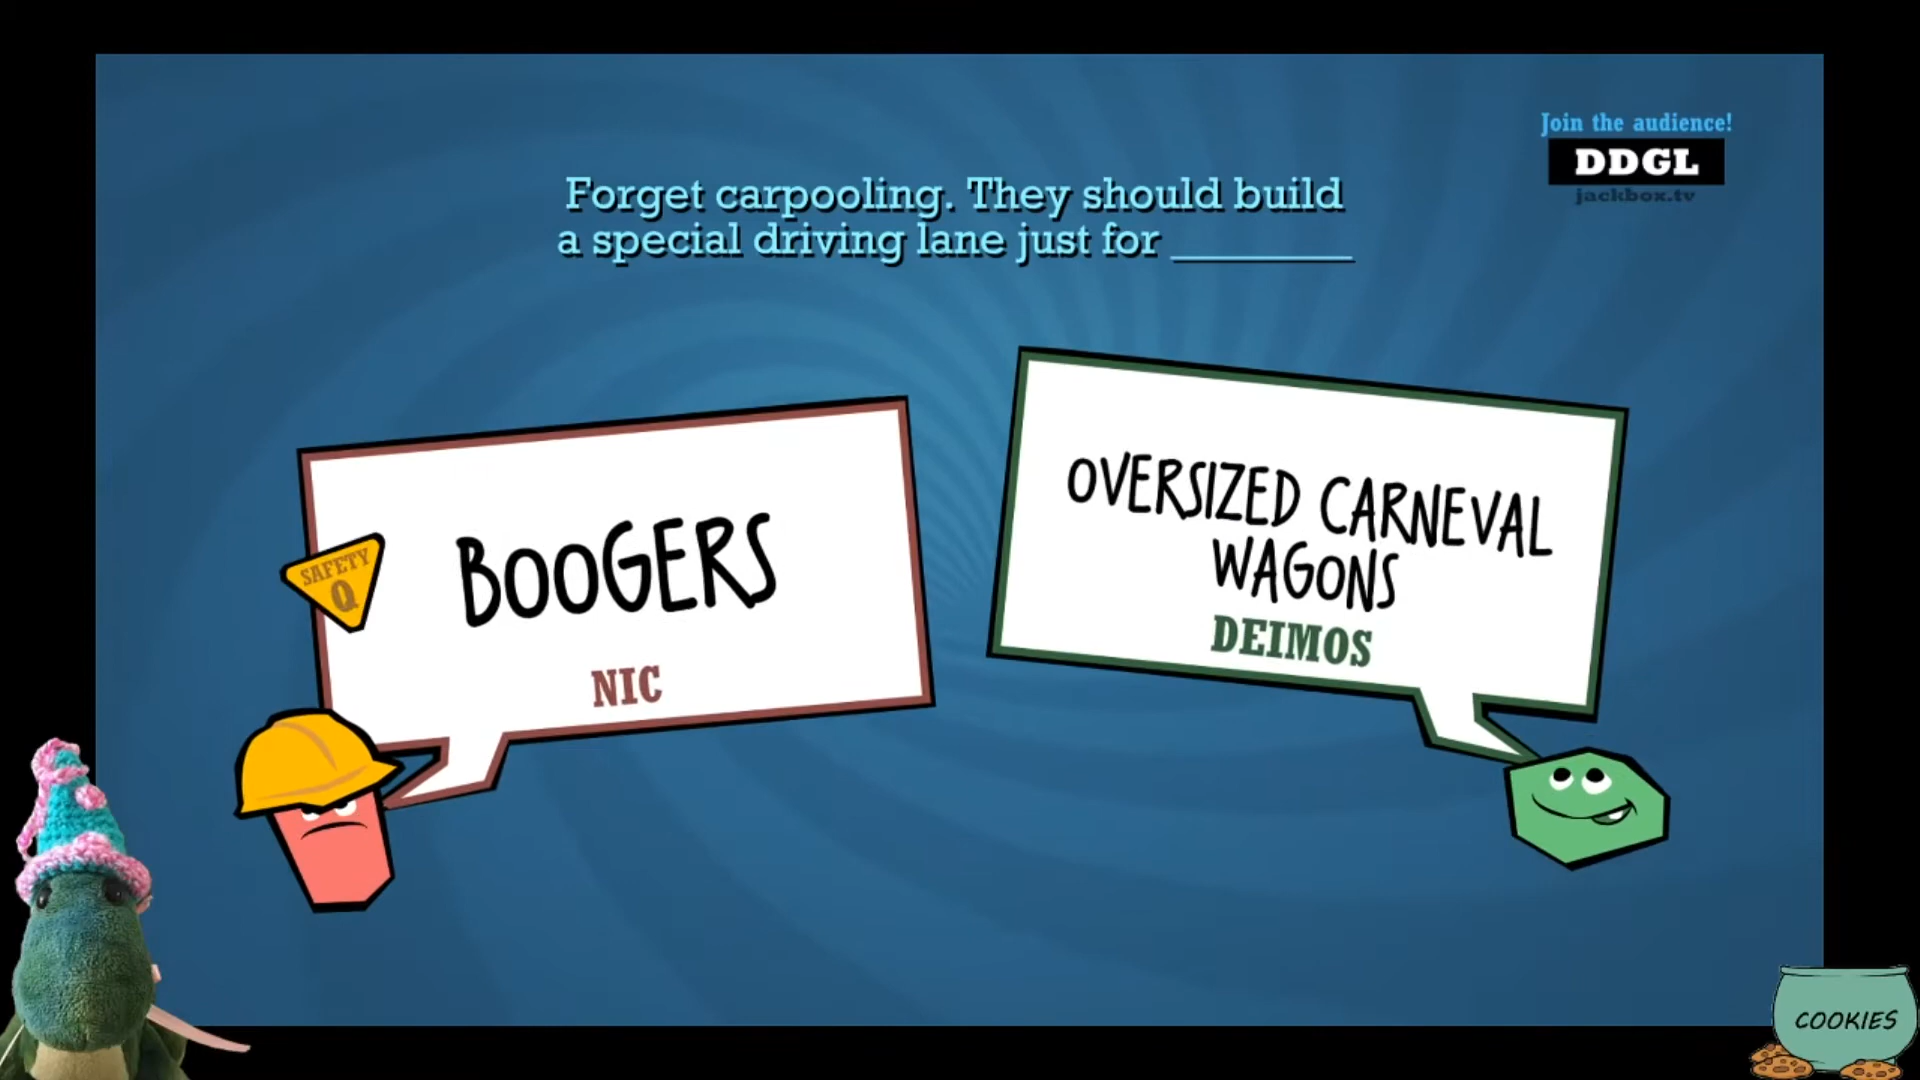 Join the audience!
DDGL
jackbox.tv
Forget carpooling. They should build
a special driving lane just for ________
SAFETY
Q
BOOGERS
NIC
OVERSIZED CARNEVAL
WAGONS
DEIMOS
COOKIES